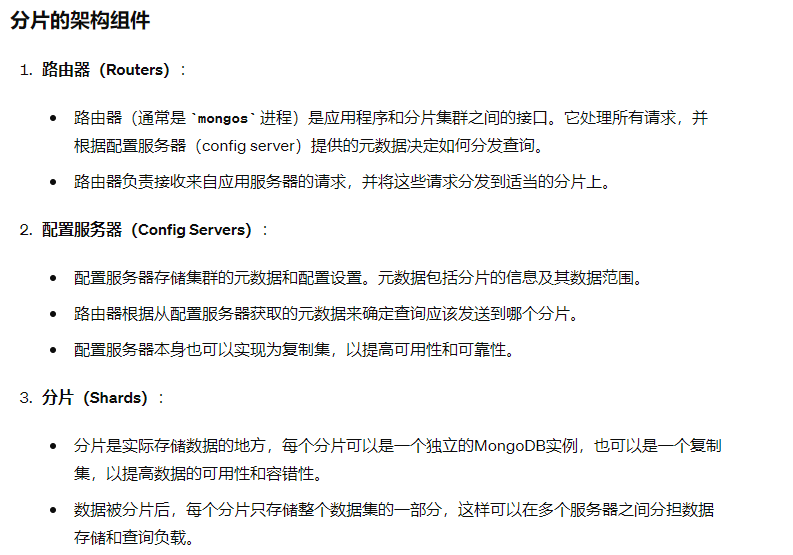 分片的架构组件
1. 路由器（Routers）:
• 路由器（通常是 `mongos` 进程）是应用程序和分片集群之间的接口。它处理所有请求，并
根据配置服务器（config server）提供的元数据决定如何分发查询。
• 路由器负责接收来自应用服务器的请求，并将这些请求分发到适当的分片上。
2. 配置服务器（Config Servers）:
• 配置服务器存储集群的元数据和配置设置。元数据包括分片的信息及其数据范围。
• 路由器根据从配置服务器获取的元数据来确定查询应该发送到哪个分片。
• 配置服务器本身也可以实现为复制集，以提高可用性和可靠性。
3. 分片（Shards）:
• 分片是实际存储数据的地方，每个分片可以是一个独立的MongoDB实例，也可以是一个复制
集，以提高数据的可用性和容错性。
• 数据被分片后，每个分片只存储整个数据集的一部分，这样可以在多个服务器之间分担数据
存储和查询负载。